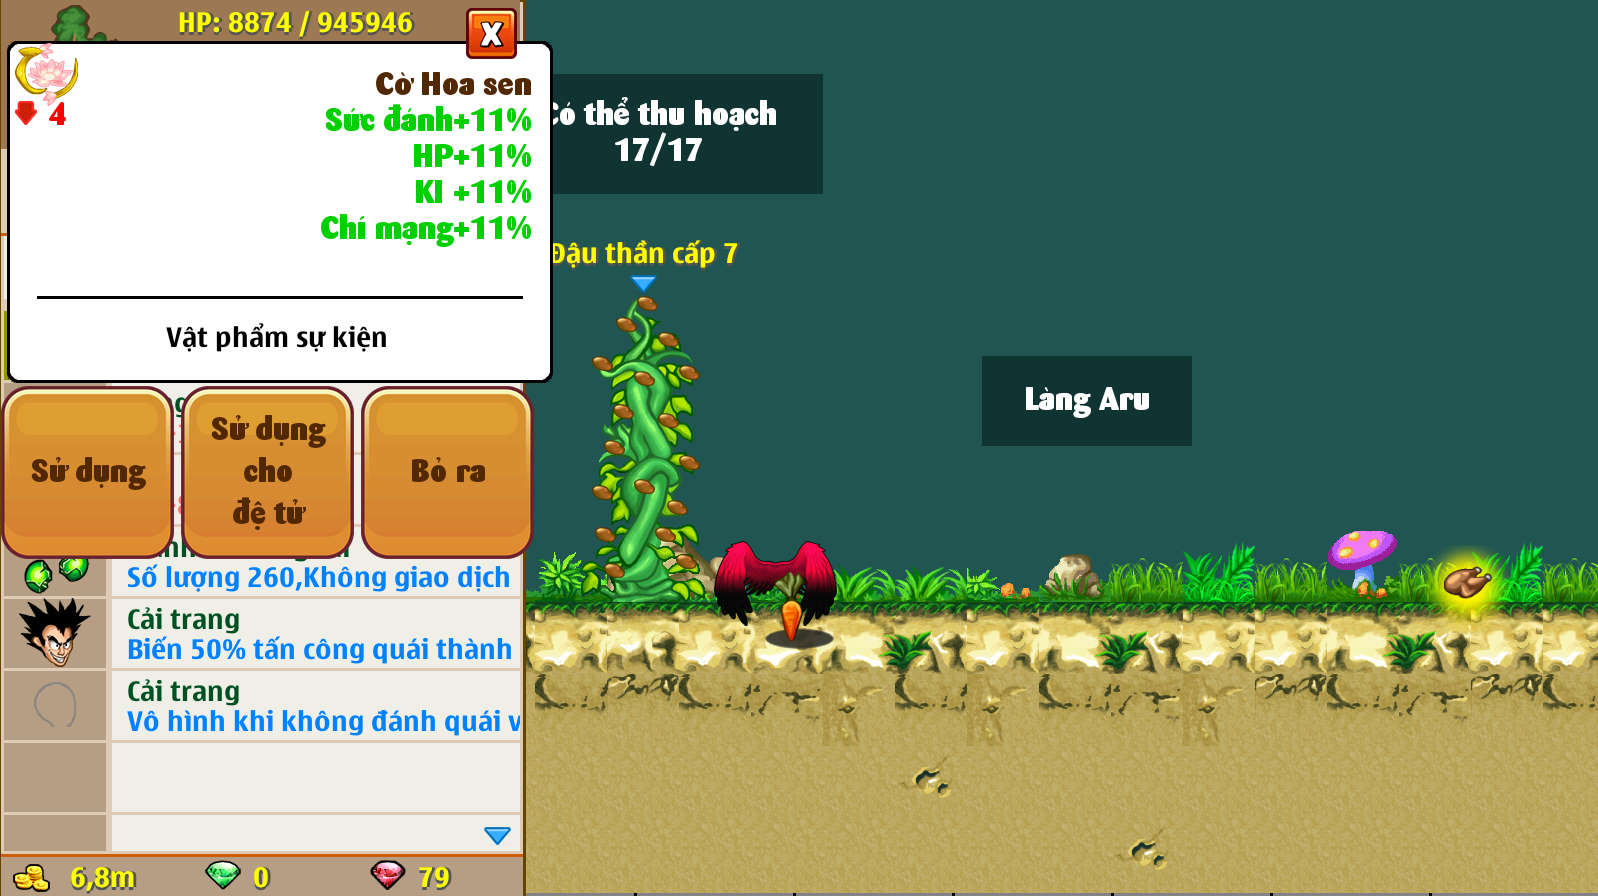 HP: 8874 / 945946
X
Cờ Hoa sen
4
Sức đánh+11%
HP+11%
KI +11%
Chí mạng+11%
Vật phẩm sự kiện
Sử dụng
Sử dụng
cho
đệ tử
Bỏ ra
Số lượng 260,Không giao dịch
Cải trang
Biến 50% tấn công quái thành
Cải trang
Vô hình khi không đánh quái v
6,8m
0
79
Có thể thu hoạch
17/17
Đậu thần cấp 7
Làng Aru